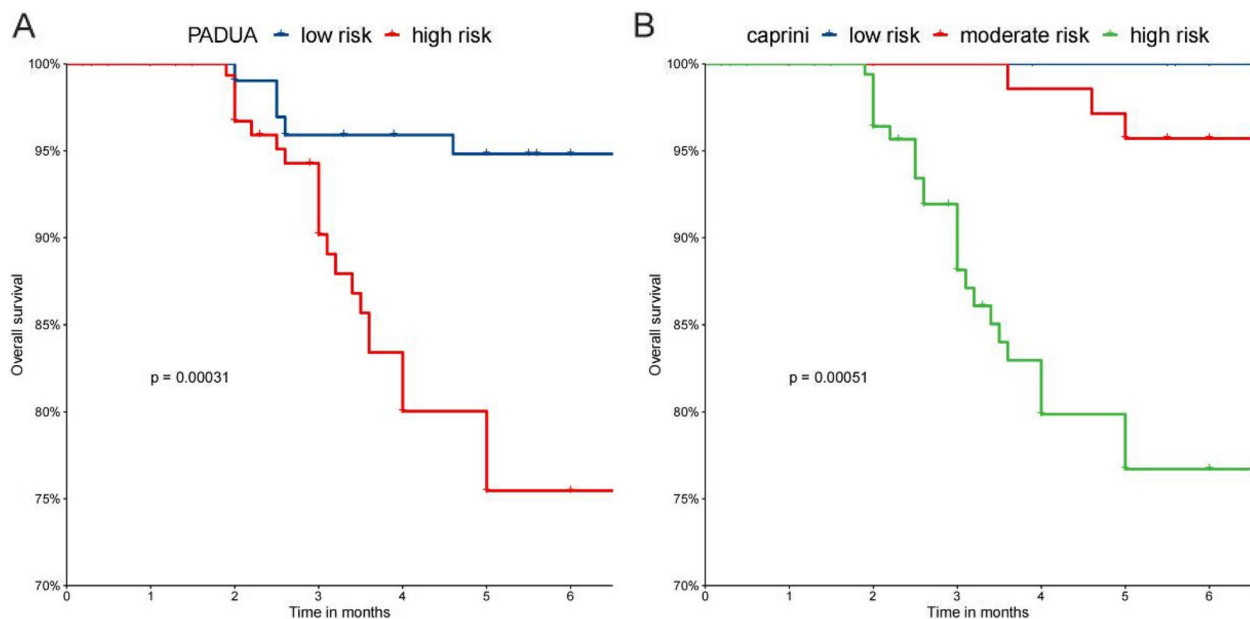 A
PADUA low risk high risk
100%
95%
90%
85%
80%
75%
70%
Overall survival
p = 0.00031
0 1 2 3 4 5 6
Time in months
B
caprini low risk moderate risk high risk
100%
95%
90%
85%
80%
75%
70%
Overall survival
p = 0.00051
0 1 2 3 4 5 6
Time in months